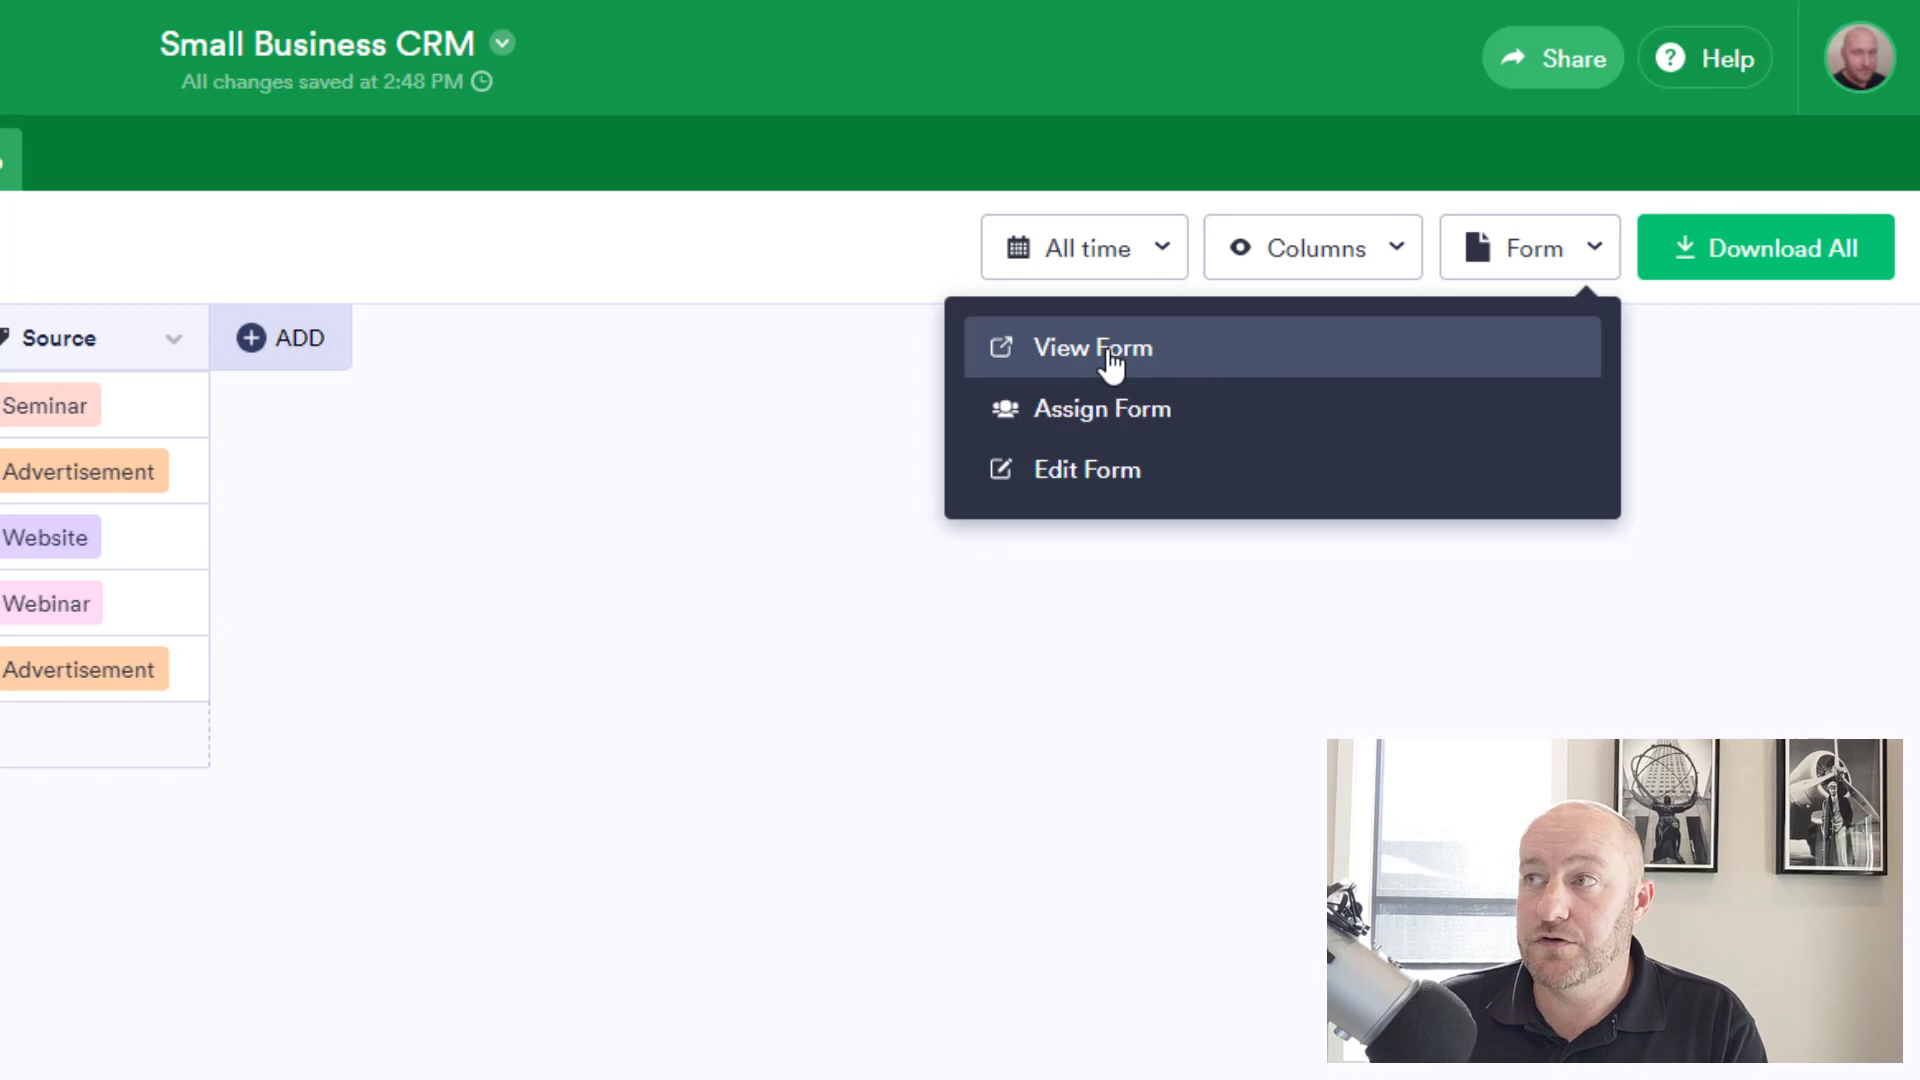 Small Business CRM
All changes saved at 2:48 PM
Share
? Help
All time
Columns
Form
Download All
Source
ADD
View Form
Assign Form
Edit Form
Seminar
Advertisement
Website
Webinar
Advertisement